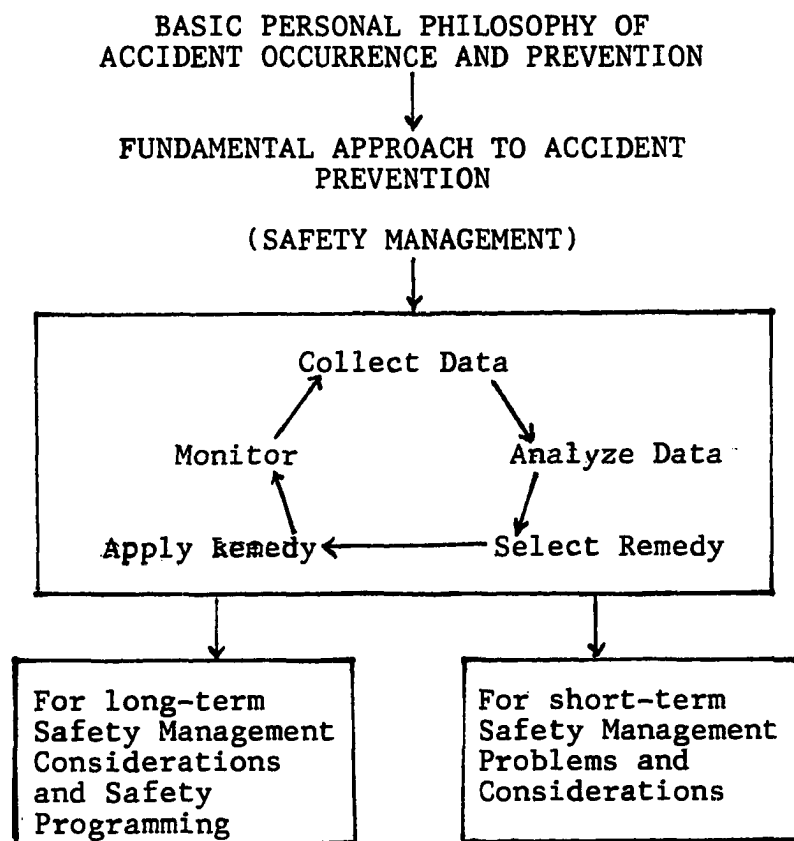 BASIC PERSONAL PHILOSOPHY OF
ACCIDENT OCCURRENCE AND PREVENTION
FUNDAMENTAL APPROACH TO ACCIDENT
PREVENTION
(SAFETY MANAGEMENT)
Collect Data
Monitor
Analyze Data
Apply Remedy
Select Remedy
For long-term
Safety Management
Considerations
and Safety
Programming
For short-term
Safety Management
Problems and
Considerations